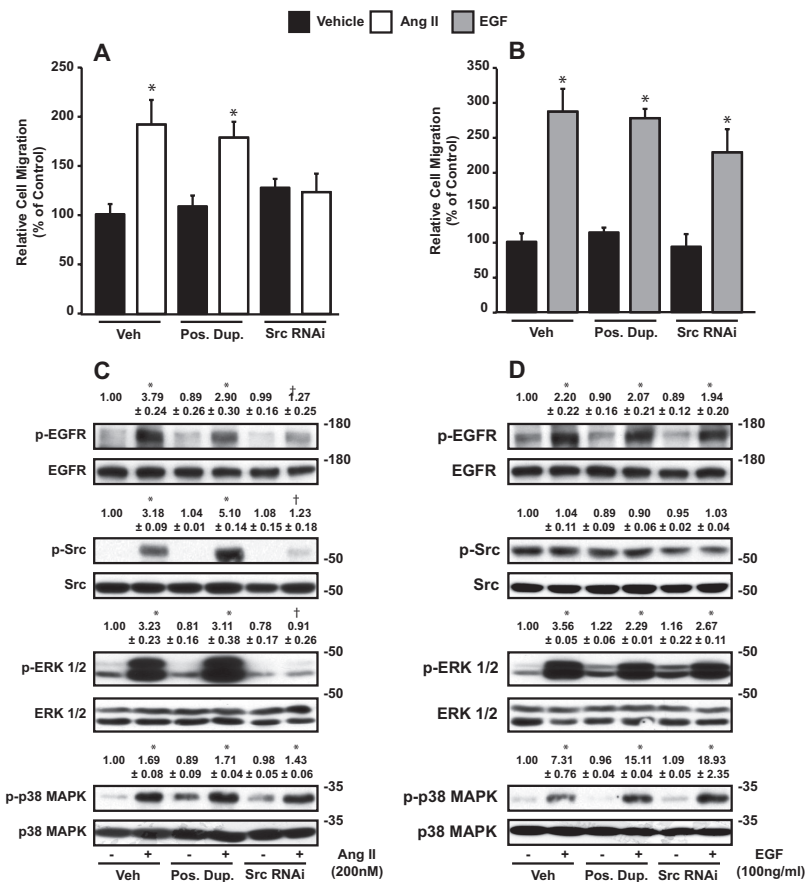 Vehicle Ang II EGF
A
Relative Cell Migration
(% of Control)
250
200
150
100
50
0
* *
Veh Pos. Dup. Src RNAi
B
Relative Cell Migration
(% of Control)
350
300
250
200
150
100
50
0
* * *
Veh Pos. Dup. Src RNAi
C
* * †
1.00 3.79 0.89 2.90 0.99 1.27
± 0.24 ± 0.26 ± 0.30 ± 0.16 ± 0.25
p-EGFR -180
EGFR -180
* * †
1.00 3.18 1.04 5.10 1.08 1.23
± 0.09 ± 0.01 ± 0.14 ± 0.15 ± 0.18
p-Src -50
Src -50
* * †
1.00 3.23 0.81 3.11 0.78 0.91
± 0.23 ± 0.16 ± 0.38 ± 0.17 ± 0.26
p-ERK 1/2 -50
ERK 1/2 -50
* * *
1.00 1.69 0.89 1.71 0.98 1.43
± 0.08 ± 0.09 ± 0.04 ± 0.05 ± 0.06
p-p38 MAPK -35
p38 MAPK -35
- + - + - + Ang II
Veh Pos. Dup. Src RNAi (200nM)
D
* * *
1.00 2.20 0.90 2.07 0.89 1.94
± 0.22 ± 0.16 ± 0.21 ± 0.12 ± 0.20
p-EGFR -180
EGFR -180
1.00 1.04 0.89 0.90 0.95 1.03
± 0.11 ± 0.09 ± 0.06 ± 0.02 ± 0.04
p-Src -50
Src -50
* * *
1.00 3.56 1.22 2.29 1.16 2.67
± 0.05 ± 0.06 ± 0.01 ± 0.22 ± 0.11
p-ERK 1/2 -50
ERK 1/2 -50
* * *
1.00 7.31 0.96 15.11 1.09 18.93
± 0.76 ± 0.04 ± 0.04 ± 0.05 ± 2.35
p-p38 MAPK -35
p38 MAPK -35
- + - + - + EGF
Veh Pos. Dup. Src RNAi (100ng/ml)